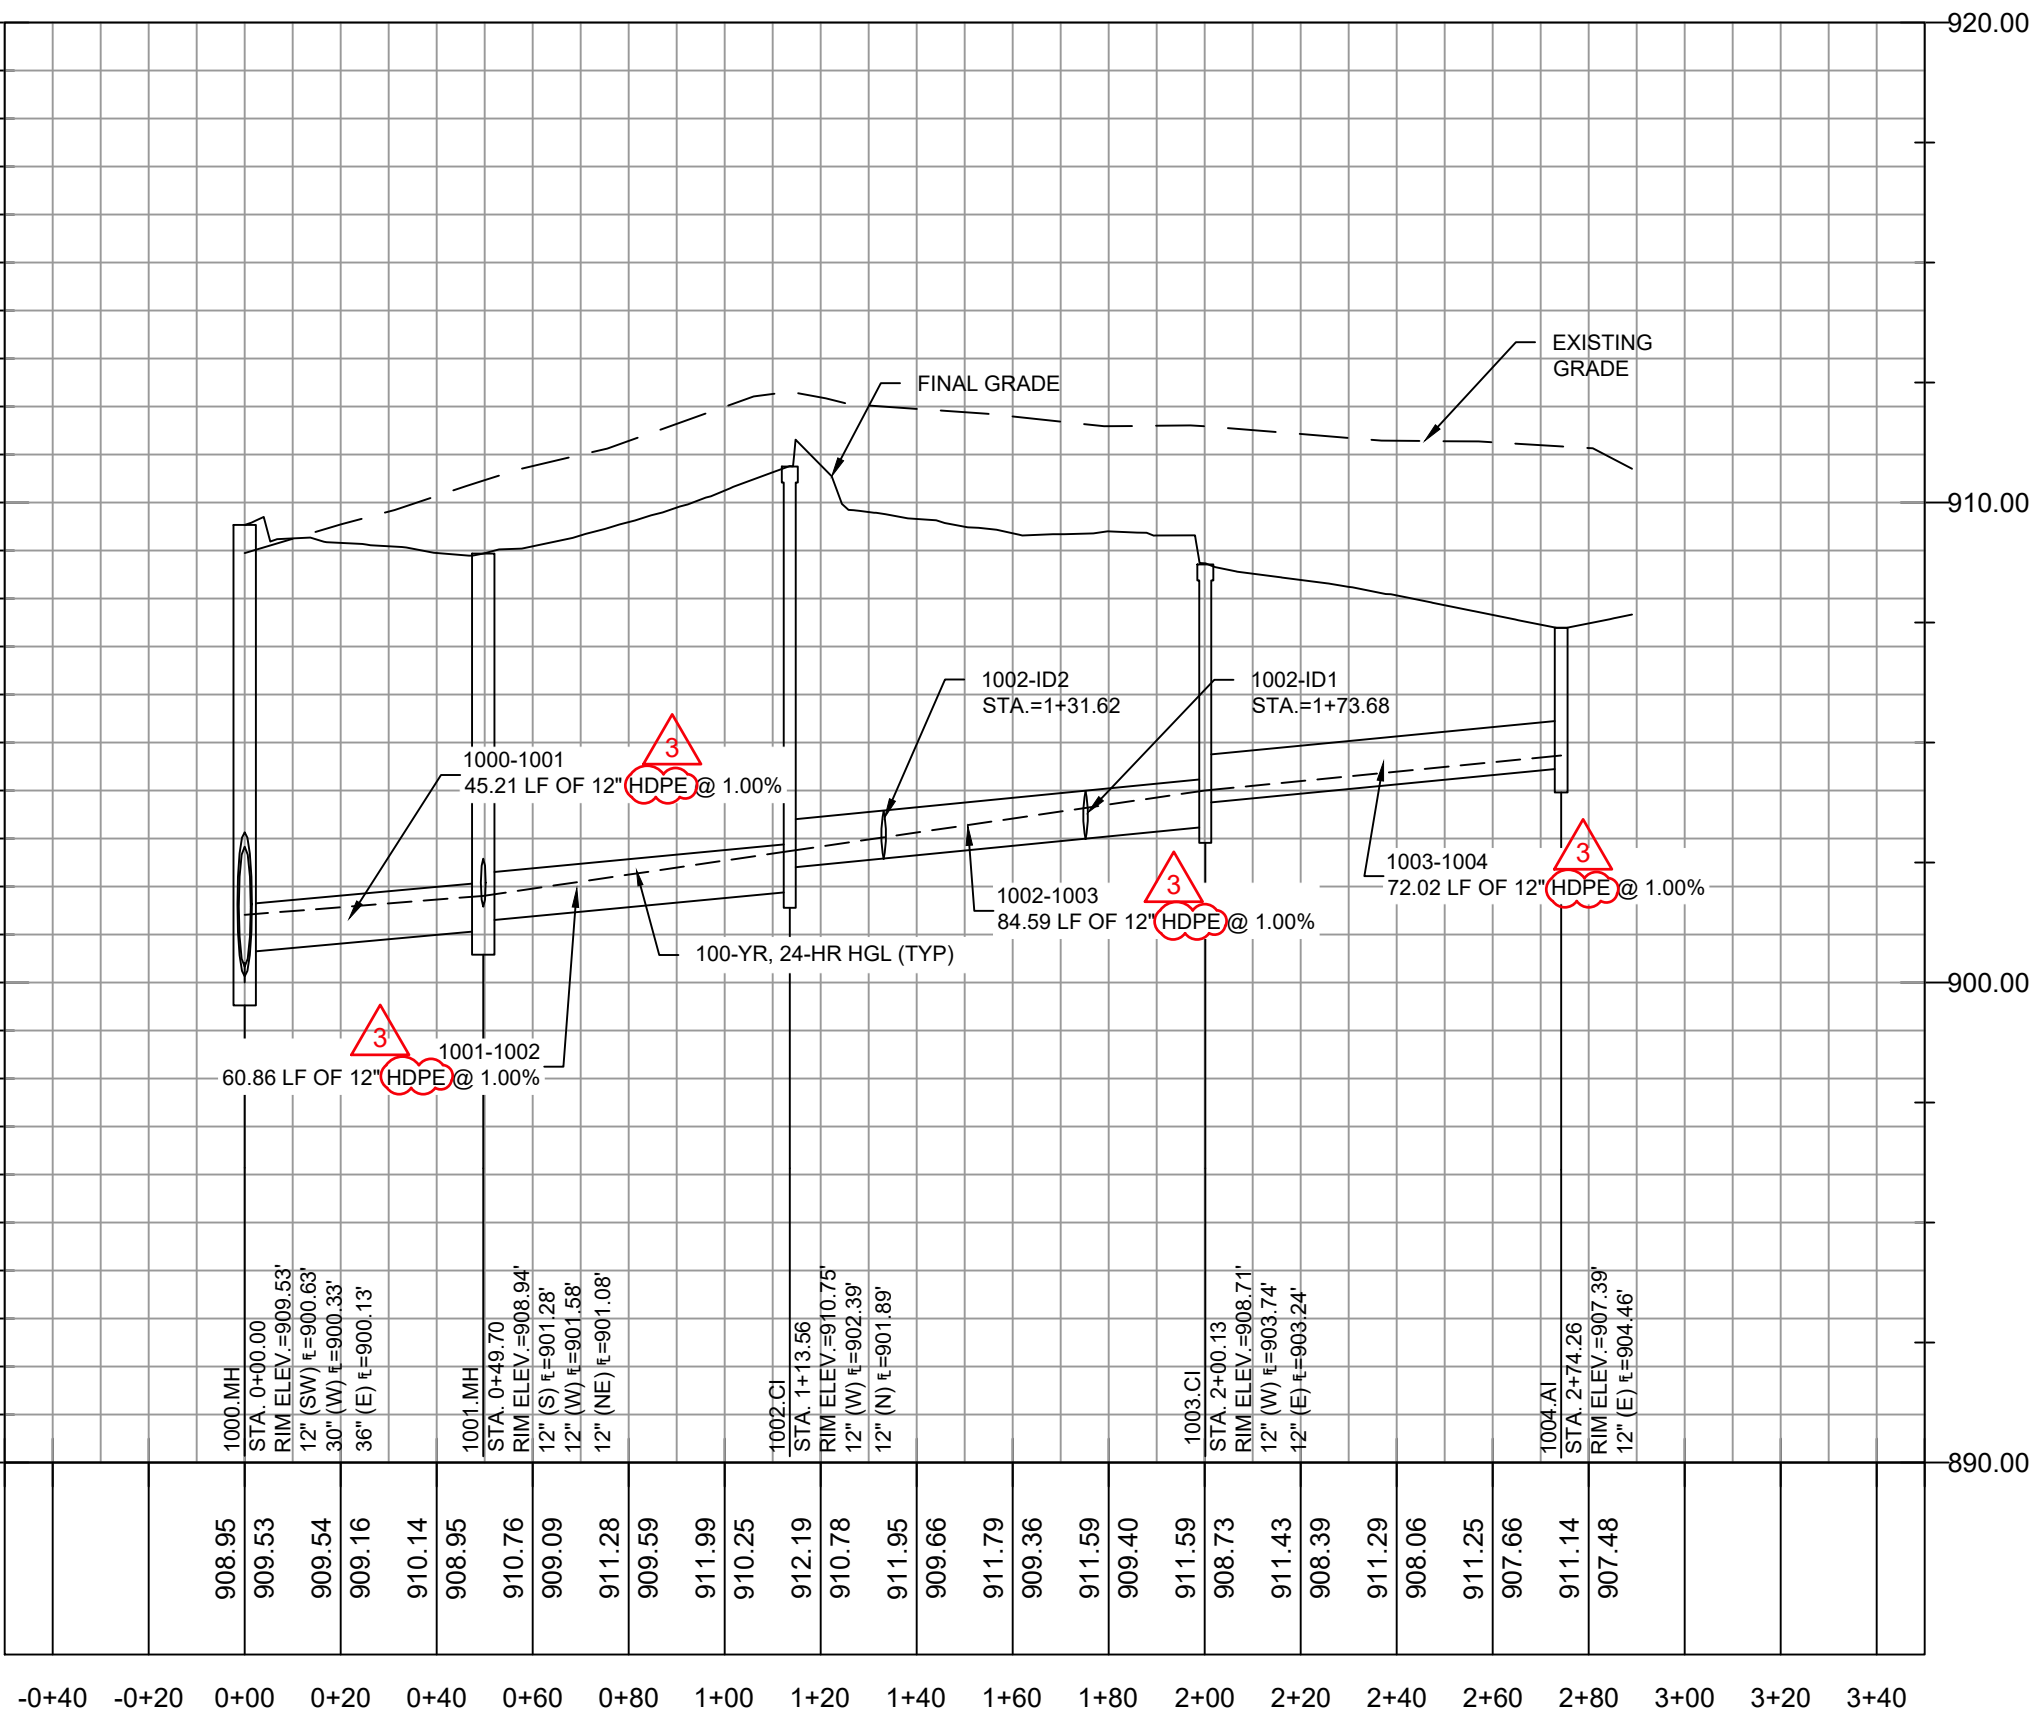 920.00
EXISTING
GRADE
FINAL GRADE
910.00
1002-ID2
STA.=1+31.62
1002-ID1
STA.=1+73.68
3
1000-1001
45.21 LF OF 12" HDPE @ 1.00%
3
1003-1004
72.02 LF OF 12" HDPE @ 1.00%
3
1002-1003
84.59 LF OF 12" HDPE @ 1.00%
100-YR, 24-HR HGL (TYP)
900.00
3
1001-1002
60.86 LF OF 12" HDPE @ 1.00%
1000.MH
STA. 0+00.00
RIM ELEV.=909.53'
12" (SW) FL=900.63'
30" (W) FL=900.33'
36" (E) FL=900.13'
1001.MH
STA. 0+49.70
RIM ELEV.=908.94'
12" (S) FL=901.28'
12" (W) FL=901.58'
12" (NE) FL=901.08'
1002.CI
STA. 1+13.56
RIM ELEV.=910.75'
12" (W) FL=902.39'
12" (N) FL=901.89'
1003.CI
STA. 2+00.13
RIM ELEV.=908.71'
12" (W) FL=903.74'
12" (E) FL=903.24'
1004.AI
STA. 2+74.26
RIM ELEV.=907.39'
12" (E) FL=904.46'
890.00
908.95
909.53
909.54
909.16
910.14
908.95
910.76
909.09
911.28
909.59
911.99
910.25
912.19
910.78
911.95
909.66
911.79
909.36
911.59
909.40
911.59
908.73
911.43
908.39
911.29
908.06
911.25
907.66
911.14
907.48
-0+40 -0+20 0+00 0+20 0+40 0+60 0+80 1+00 1+20 1+40 1+60 1+80 2+00 2+20 2+40 2+60 2+80 3+00 3+20 3+40